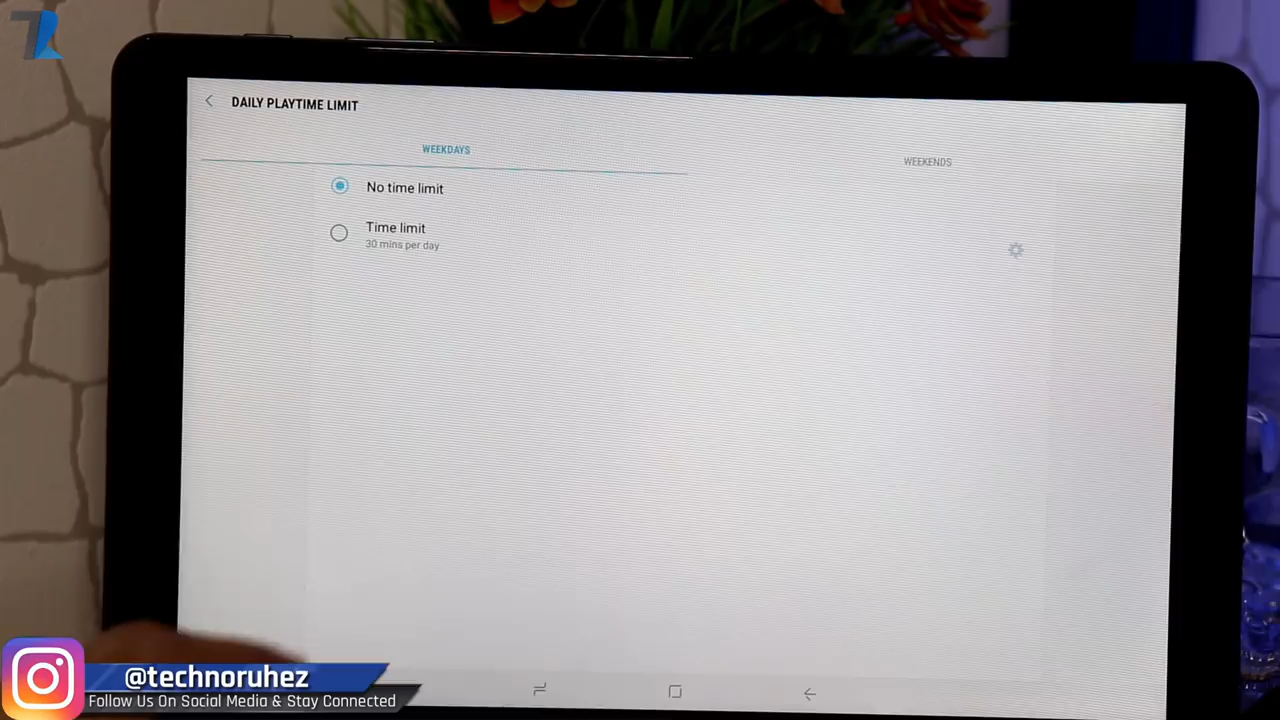 DAILY PLAYTIME LIMIT
WEEKDAYS
WEEKENDS
No time limit
Time limit
30 mins per day
@technoruhez
Follow Us On Social Media & Stay Connected